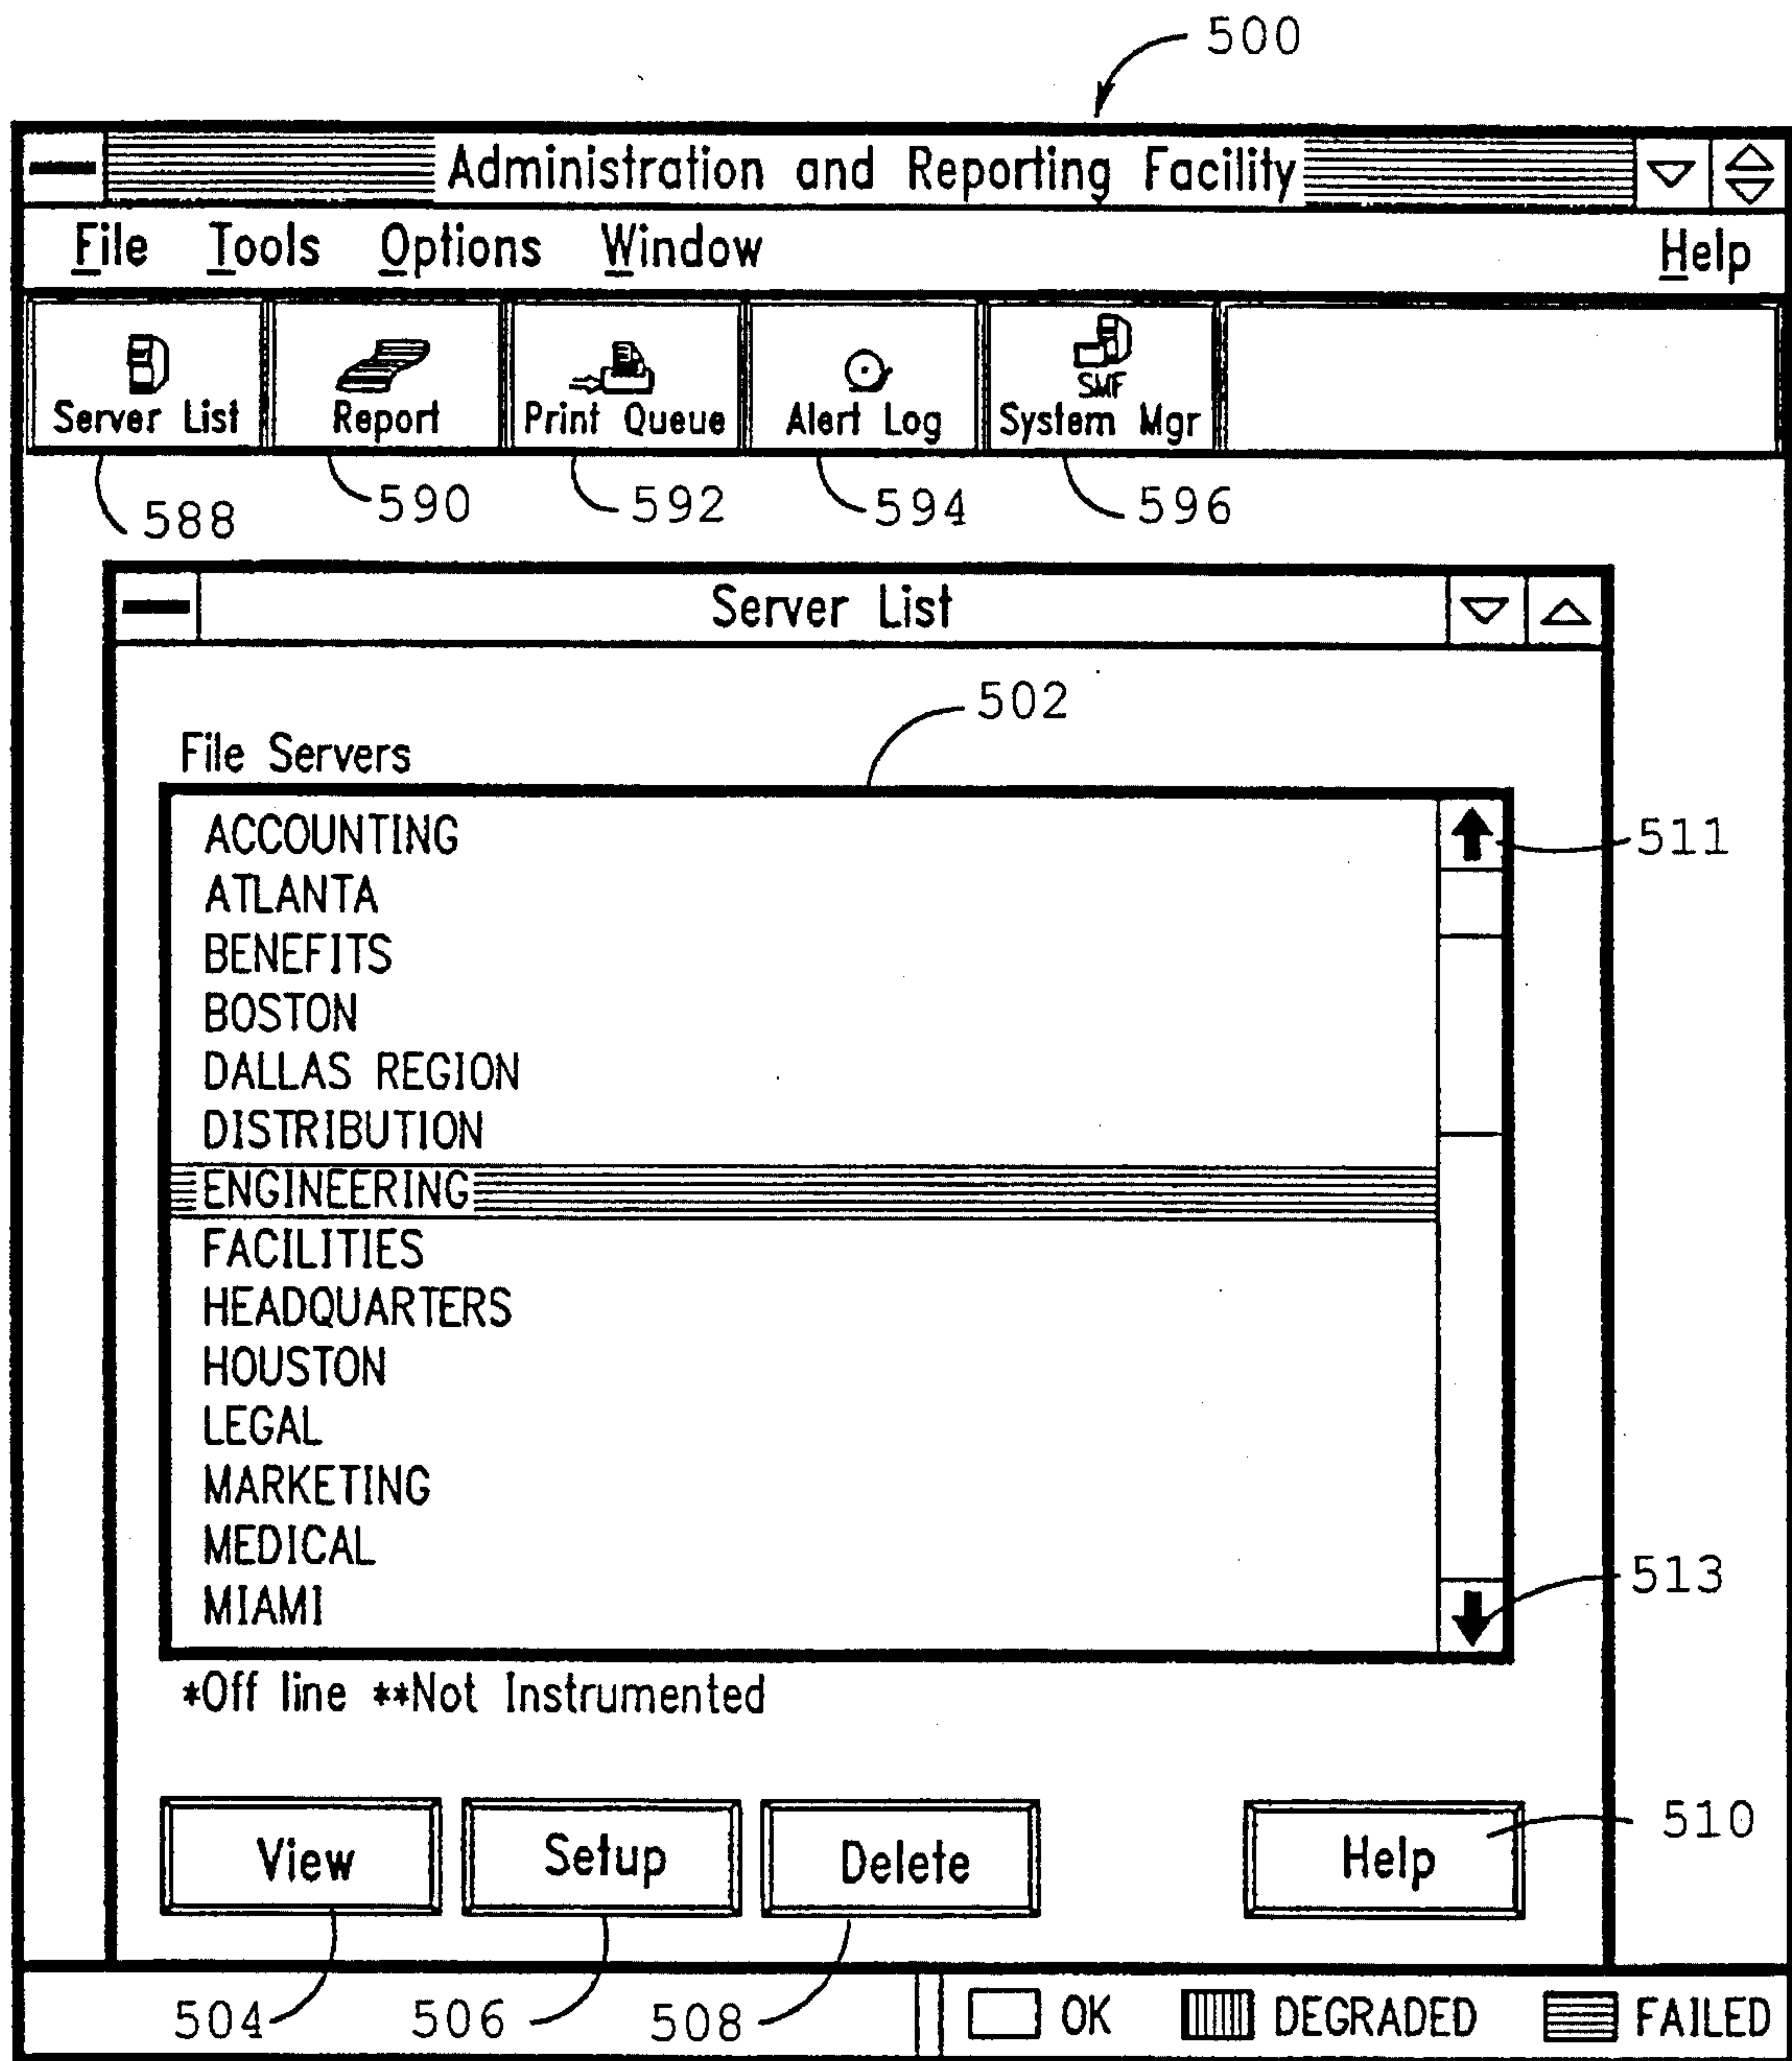 500
Administration and Reporting Facility
File Tools Options Window Help
SMF
Server List Report Print Queue Alert Log System Mgr
588 590 592 594 596
Server List
502
File Servers
ACCOUNTING
511
ATLANTA
BENEFITS
BOSTON
DALLAS REGION
DISTRIBUTION
ENGINEERING
FACILITIES
HEADQUARTERS
HOUSTON
LEGAL
MARKETING
MEDICAL
513
MIAMI
*Off line **Not Instrumented
View Setup Delete Help
510
504 506 508
OK DEGRADED FAILED